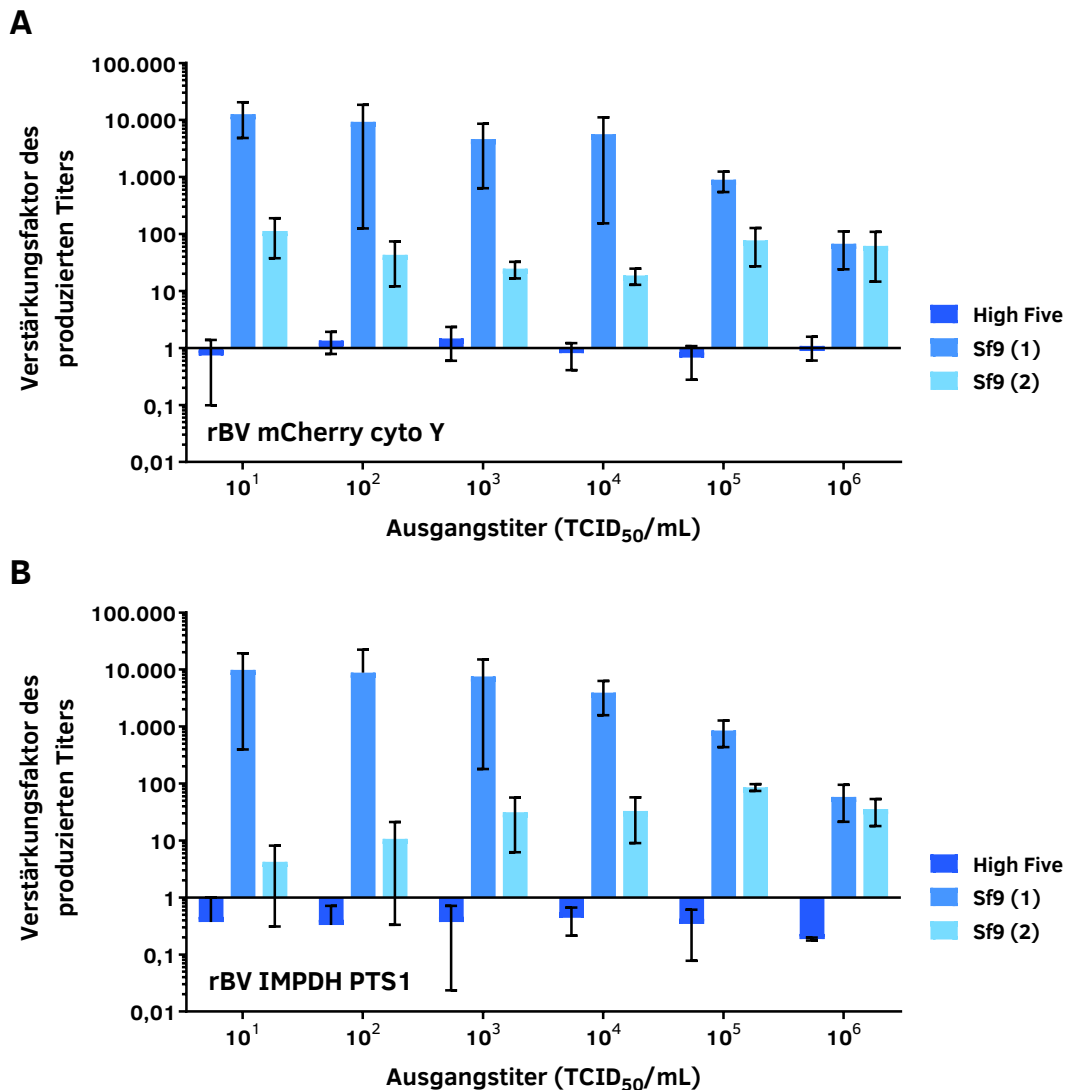 A
Verstärkungsfaktor des
produzierten Titers
100.000
10.000
1.000
100
10
1
0,1
0,01
rBV mCherry cyto Y
High Five
Sf9 (1)
Sf9 (2)
10¹ 10² 10³ 10⁴ 10⁵ 10⁶
Ausgangstiter (TCID₅₀/mL)
B
Verstärkungsfaktor des
produzierten Titers
100.000
10.000
1.000
100
10
1
0,1
0,01
rBV IMPDH PTS1
High Five
Sf9 (1)
Sf9 (2)
10¹ 10² 10³ 10⁴ 10⁵ 10⁶
Ausgangstiter (TCID₅₀/mL)